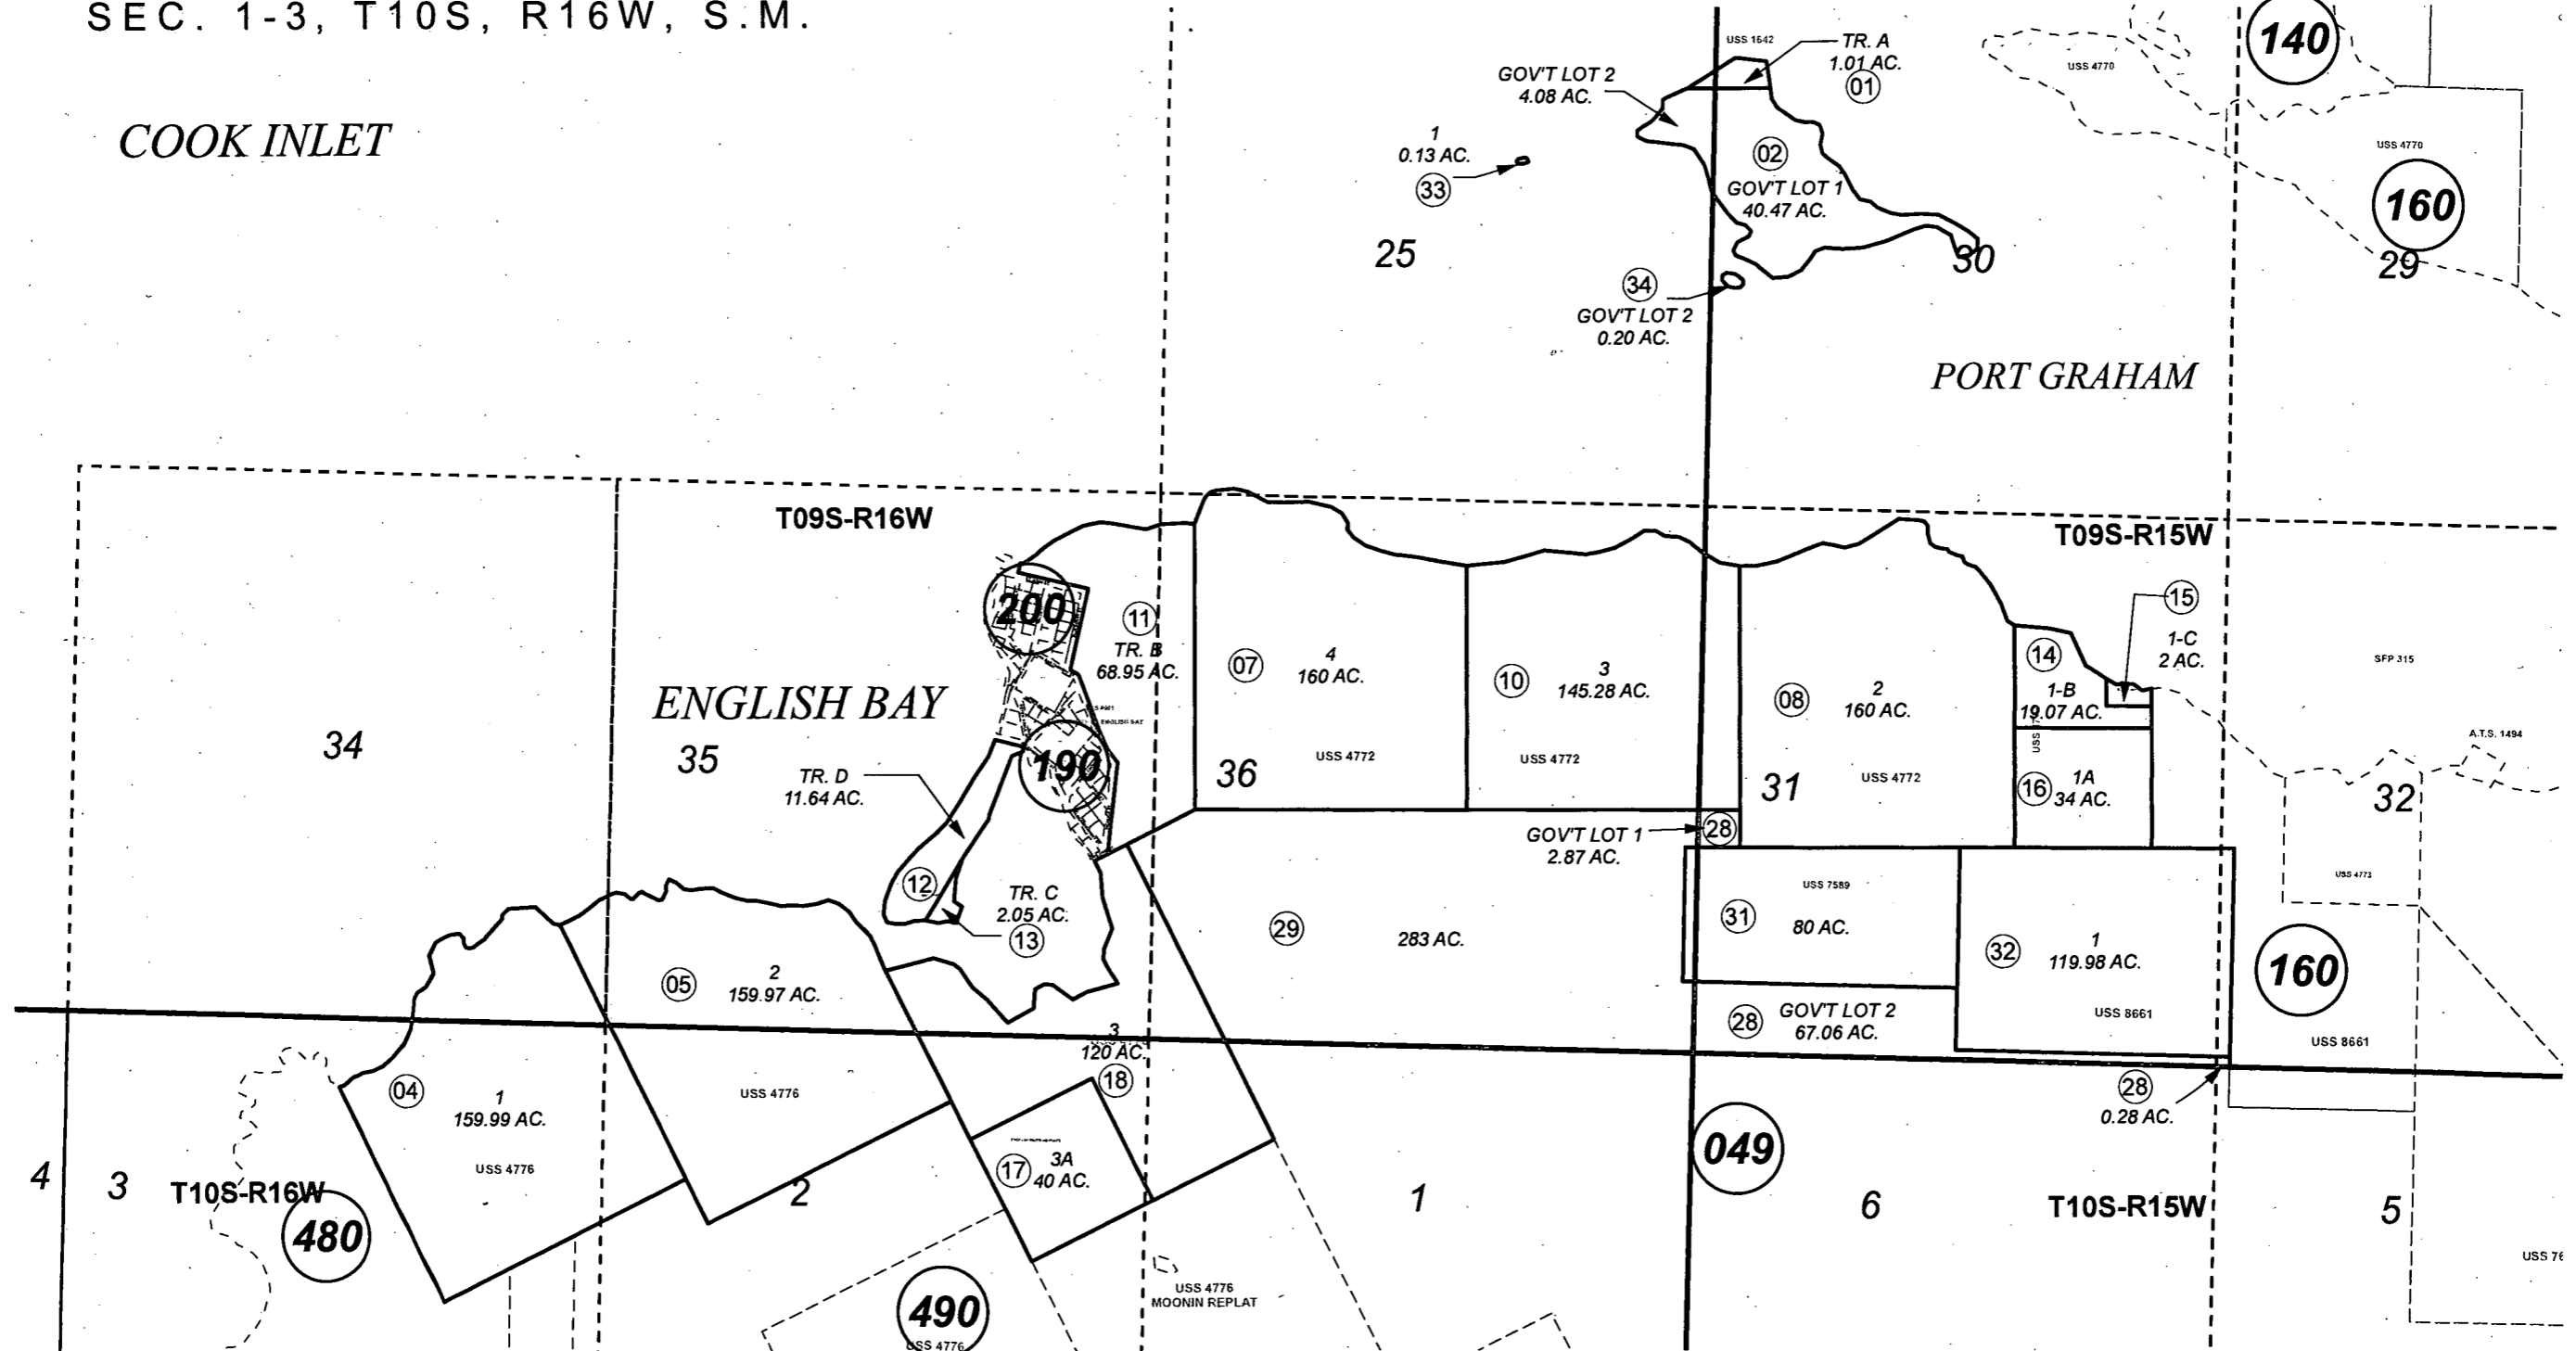 SEC. 1-3, T10S, R16W, S.M.
COOK INLET
USS 1642
TR. A
1.01 AC.
01
GOV'T LOT 2
4.08 AC.
1
0.13 AC.
33
02
GOV'T LOT 1
40.47 AC.
25
30
34
GOV'T LOT 2
0.20 AC.
USS 4770
140
USS 4770
160
29
PORT GRAHAM
T09S-R16W
T09S-R15W
200
11
TR. B
68.95 AC.
ENGLISH BAY
ENGLISH BAY
34
35
190
TR. D
11.64 AC.
12
TR. C
2.05 AC.
13
07
4
160 AC.
USS 4772
36
10
3
145.28 AC.
USS 4772
08
2
160 AC.
USS 4772
31
14
1-B
19.07 AC.
15
1-C
2 AC.
USS
16
1A
34 AC.
SFP 315
A.T.S. 1494
32
USS 4773
GOV'T LOT 1
2.87 AC.
28
29
283 AC.
USS 7589
31
80 AC.
32
1
119.98 AC.
USS 8661
160
USS 8661
28
GOV'T LOT 2
67.06 AC.
28
0.28 AC.
05
2
159.97 AC.
USS 4776
04
1
159.99 AC.
USS 4776
3
120 AC.
18
17
3A
40 AC.
4
3
T10S-R16W
480
2
490
USS 4776
USS 4776
MOONIN REPLAT
1
049
6
T10S-R15W
5
USS 76